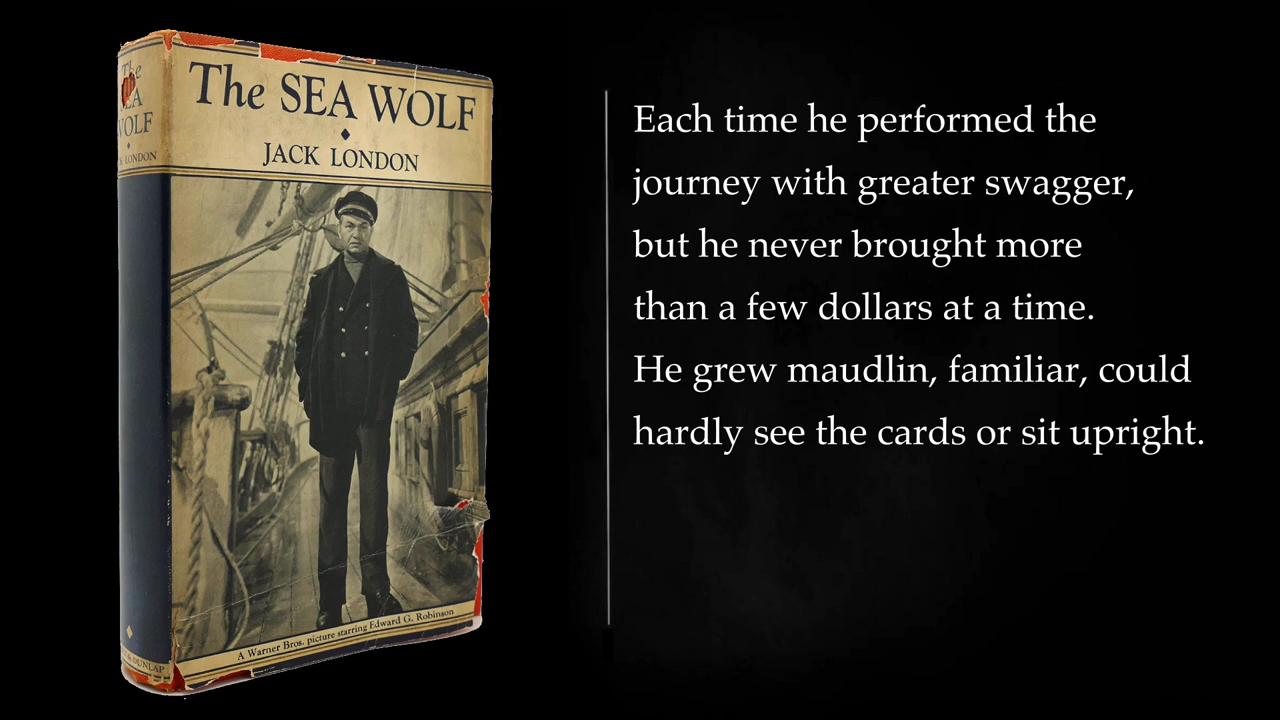 The
SEA
WOLF
LONDON
DUNLAP
The SEA WOLF
JACK LONDON
A Warner Bros. picture starring Edward G. Robinson
Each time he performed the
journey with greater swagger,
but he never brought more
than a few dollars at a time.
He grew maudlin, familiar, could
hardly see the cards or sit upright.